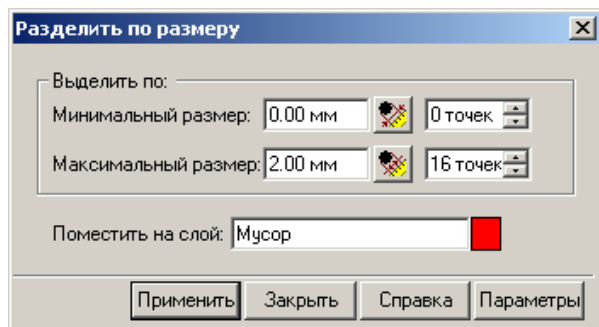 Разделить по размеру
Выделить по:
Минимальный размер: 0.00 мм 0 точек
Максимальный размер: 2.00 мм 16 точек
Поместить на слой: Мусор
Применить Закрыть Справка Параметры